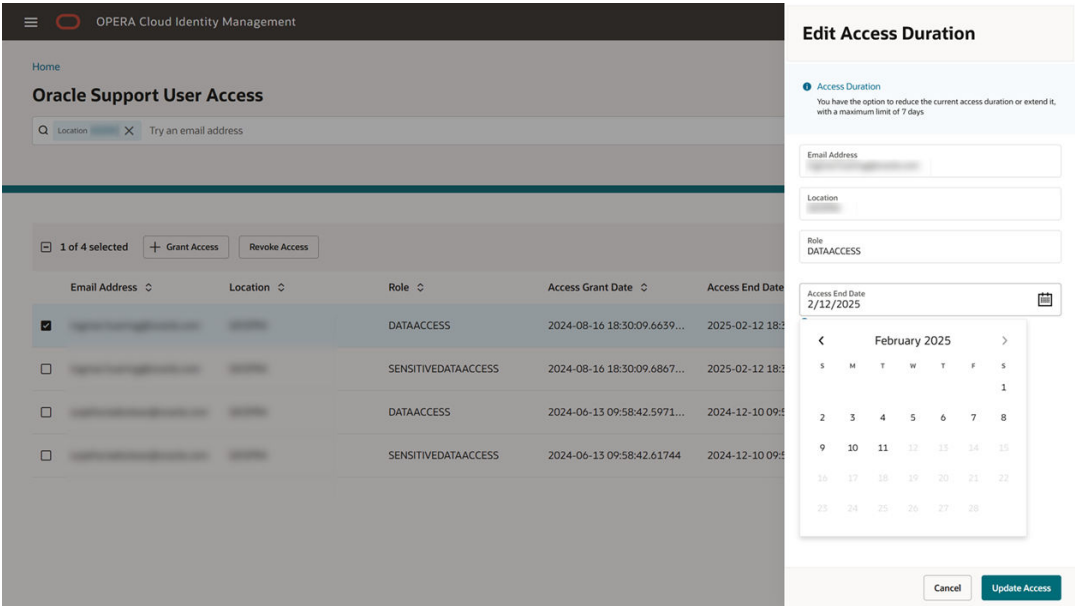 OPERA Cloud Identity Management
Home
Oracle Support User Access
Location
Try an email address
1 of 4 selected
Grant Access
Revoke Access
Email Address Location Role Access Grant Date Access End Date
DATAACCESS 2024-08-16 18:30:09.6639... 2025-02-12 18:3
SENSITIVEDATAACCESS 2024-08-16 18:30:09.6867... 2025-02-12 18:3
DATAACCESS 2024-06-13 09:58:42.5971... 2024-12-10 09:5
SENSITIVEDATAACCESS 2024-06-13 09:58:42.61744 2024-12-10 09:5
Edit Access Duration
Access Duration
You have the option to reduce the current access duration or extend it,
with a maximum limit of 7 days
Email Address
Location
Role
DATAACCESS
Access End Date
2/12/2025
February 2025
S M T W T F S
1
2 3 4 5 6 7 8
9 10 11 12 13 14 15
16 17 18 19 20 21 22
23 24 25 26 27 28
Cancel
Update Access